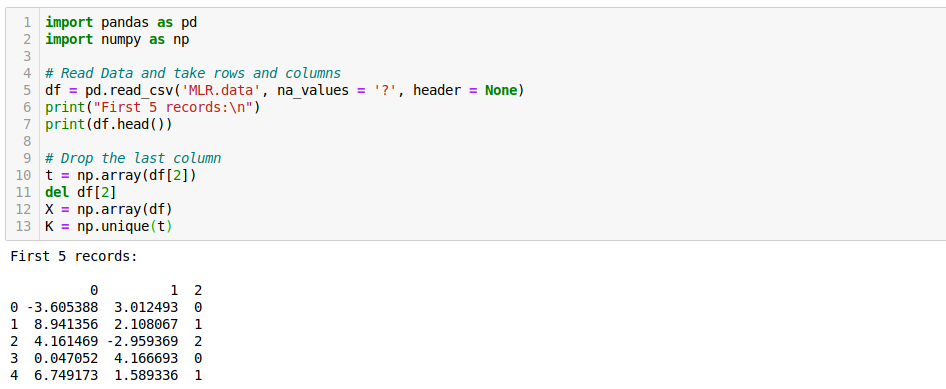 1 import pandas as pd
2 import numpy as np
3
4 # Read Data and take rows and columns
5 df = pd.read_csv('MLR.data', na_values = '?', header = None)
6 print("First 5 records:\n")
7 print(df.head())
8
9 # Drop the last column
10 t = np.array(df[2])
11 del df[2]
12 X = np.array(df)
13 K = np.unique(t)
First 5 records:
0 1 2
0 -3.605388 3.012493 0
1 8.941356 2.108067 1
2 4.161469 -2.959369 2
3 0.047052 4.166693 0
4 6.749173 1.589336 1